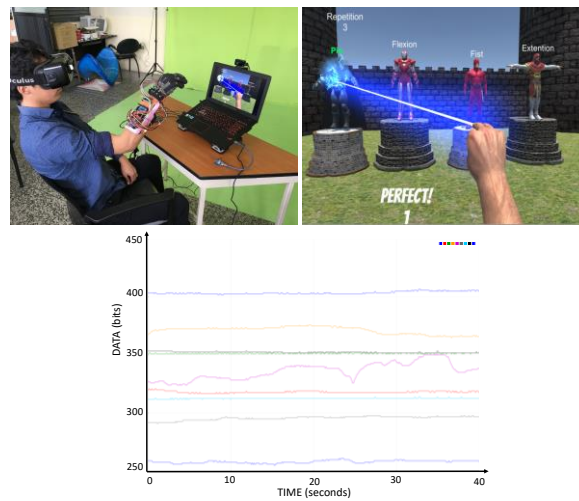 Oculus
Repetition
3
Flexion
Fist
Extention
PERFECT!
1
450
400
350
300
250
DATA (bits)
0
10
20
30
40
TIME (seconds)